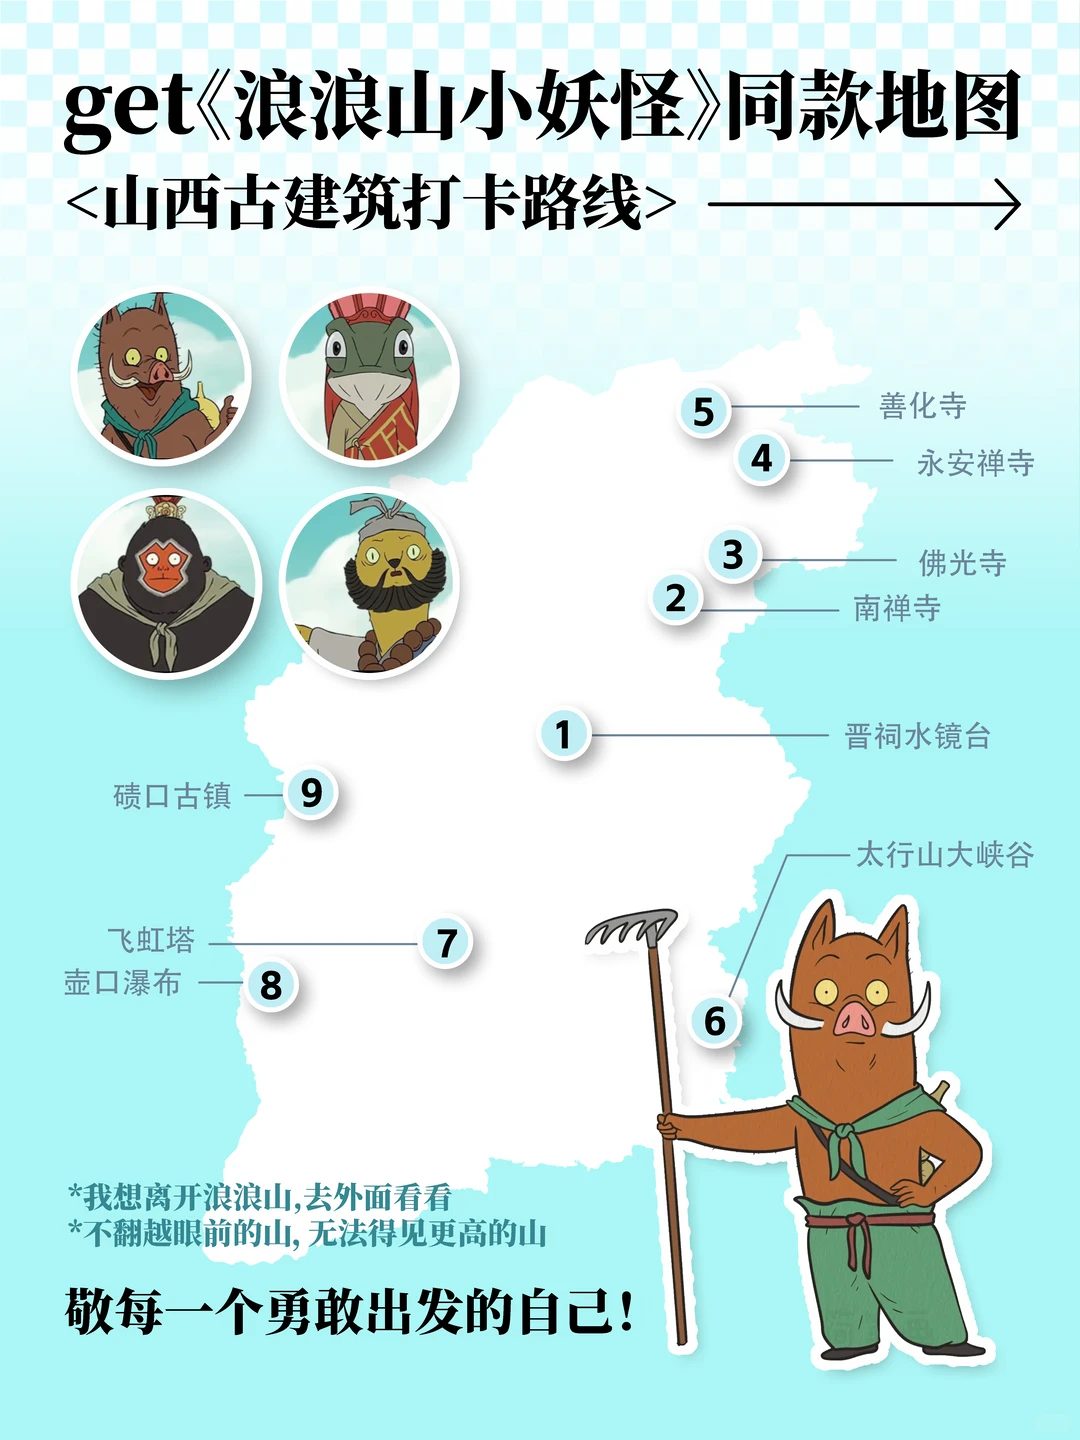 get《浪浪山小妖怪》同款地图
<山西古建筑打卡路线>
5 善化寺
4 永安禅寺
3 佛光寺
2 南禅寺
1 晋祠水镜台
碛口古镇 9
太行山大峡谷
飞虹塔 7
壶口瀑布 8
6
*我想离开浪浪山,去外面看看
*不翻越眼前的山,无法得见更高的山
敬每一个勇敢出发的自己!